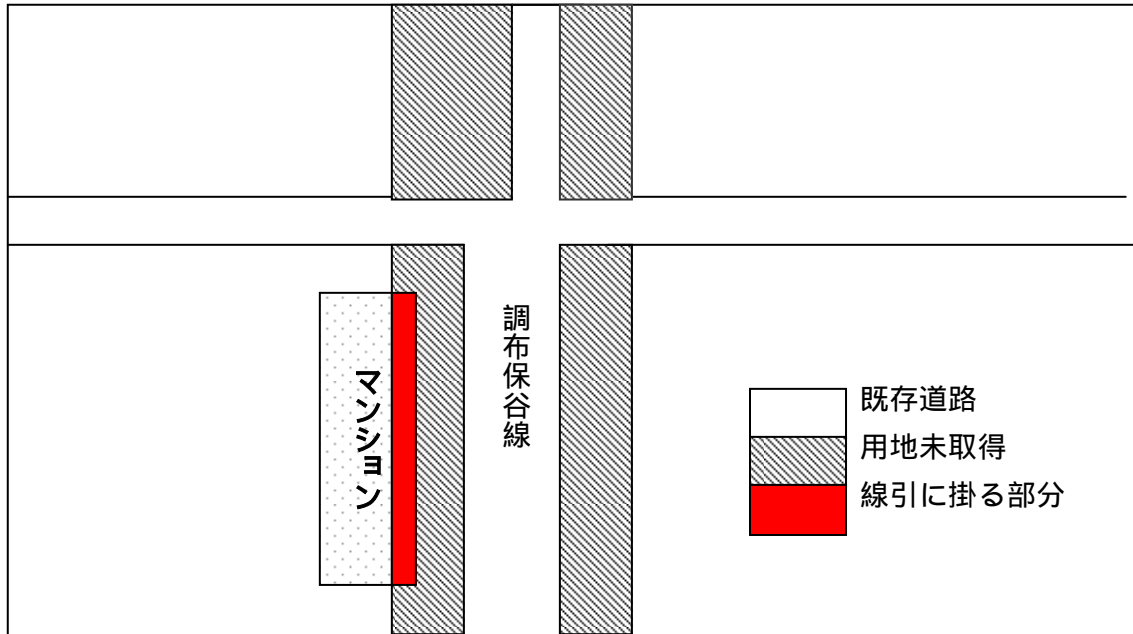 調布保谷線
マンション
既存道路
用地未取得
線引に掛る部分